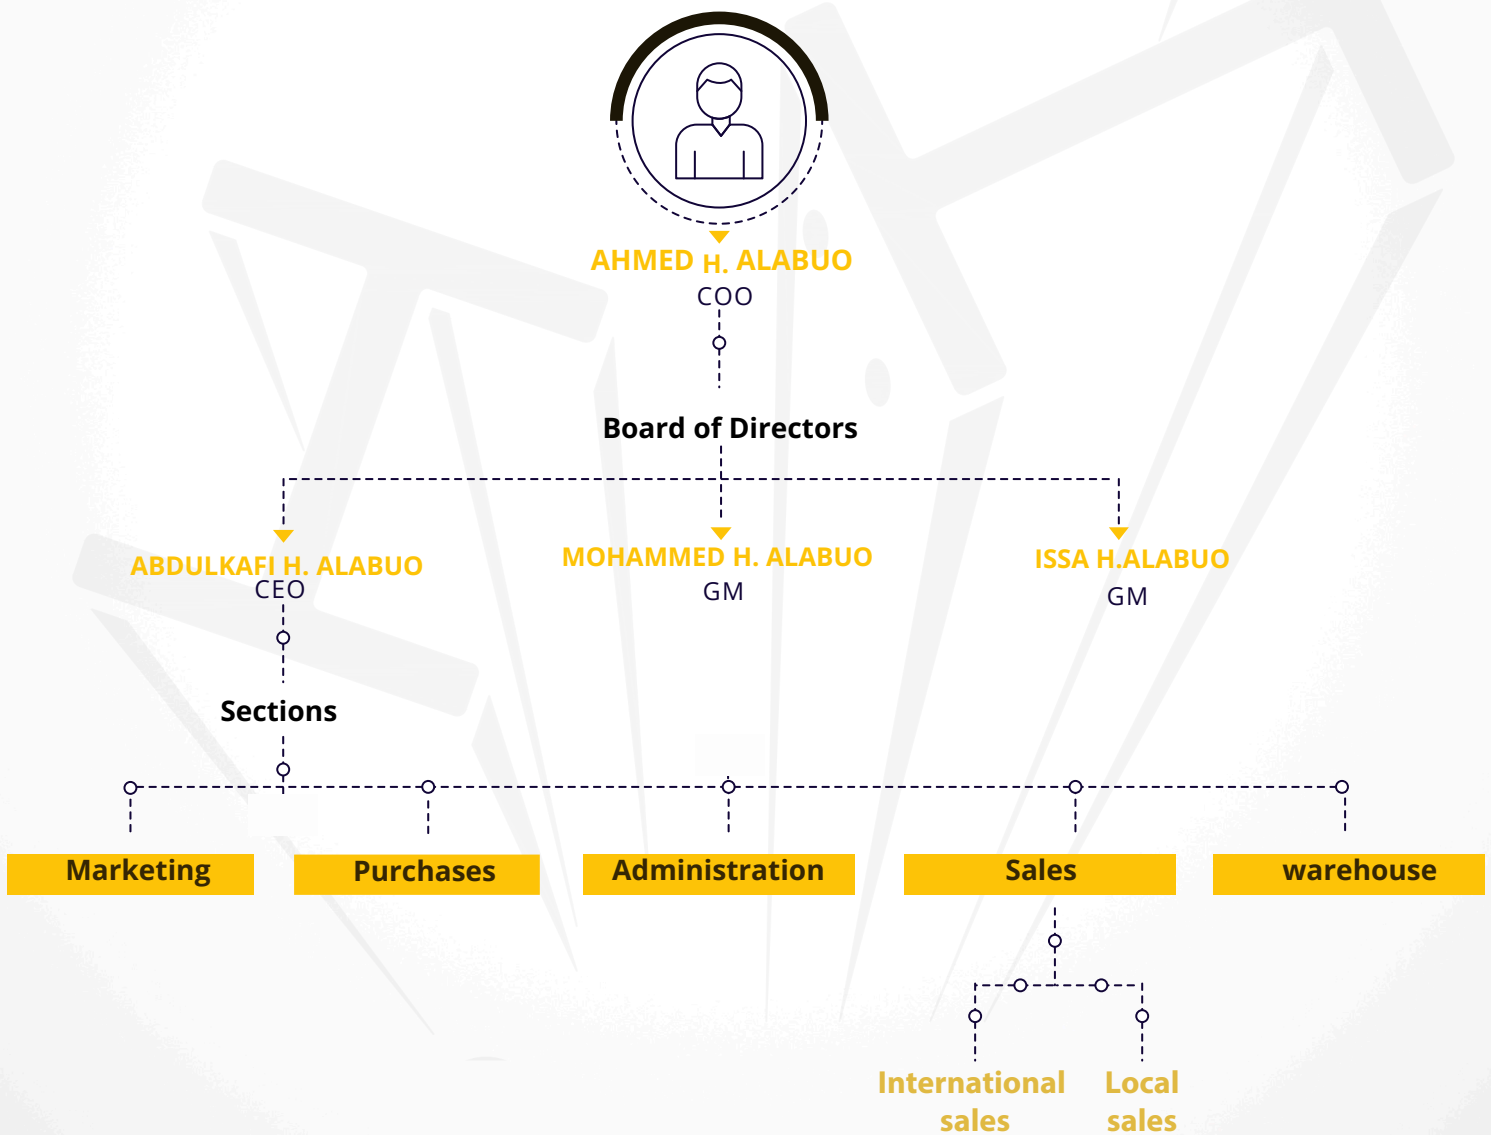 AHMED H. ALABUO
COO
Board of Directors
ABDULKAFI H. ALABUO
CEO
MOHAMMED H. ALABUO
GM
ISSA H.ALABUO
GM
Sections
Marketing
Purchases
Administration
Sales
warehouse
International
sales
Local
sales